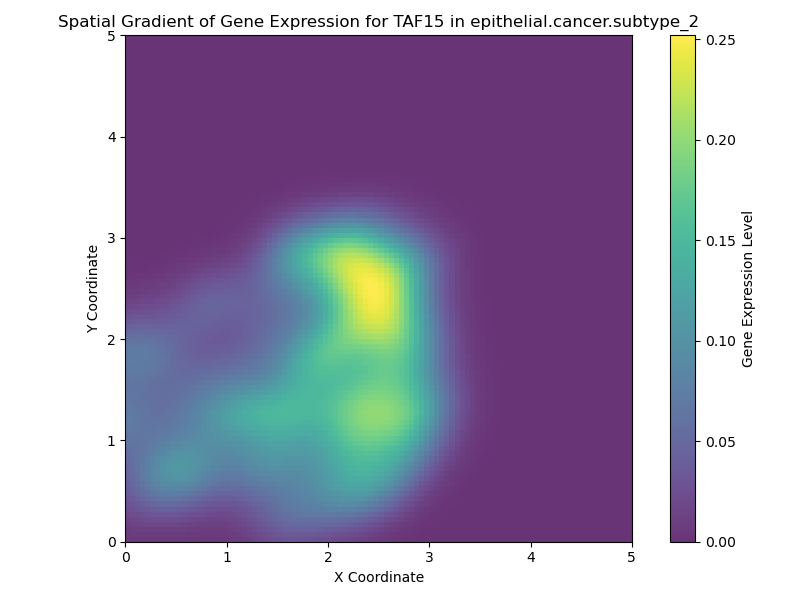 Spatial Gradient of Gene Expression for TAF15 in epithelial.cancer.subtype_2
5
4
3
2
1
0
Y Coordinate
0 1 2 3 4 5
X Coordinate
0.25
0.20
0.15
0.10
0.05
0.00
Gene Expression Level